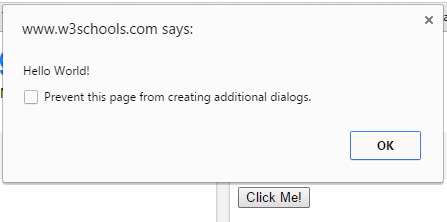 www.w3schools.com says:
Hello World!
Prevent this page from creating additional dialogs.
OK
Click Me!